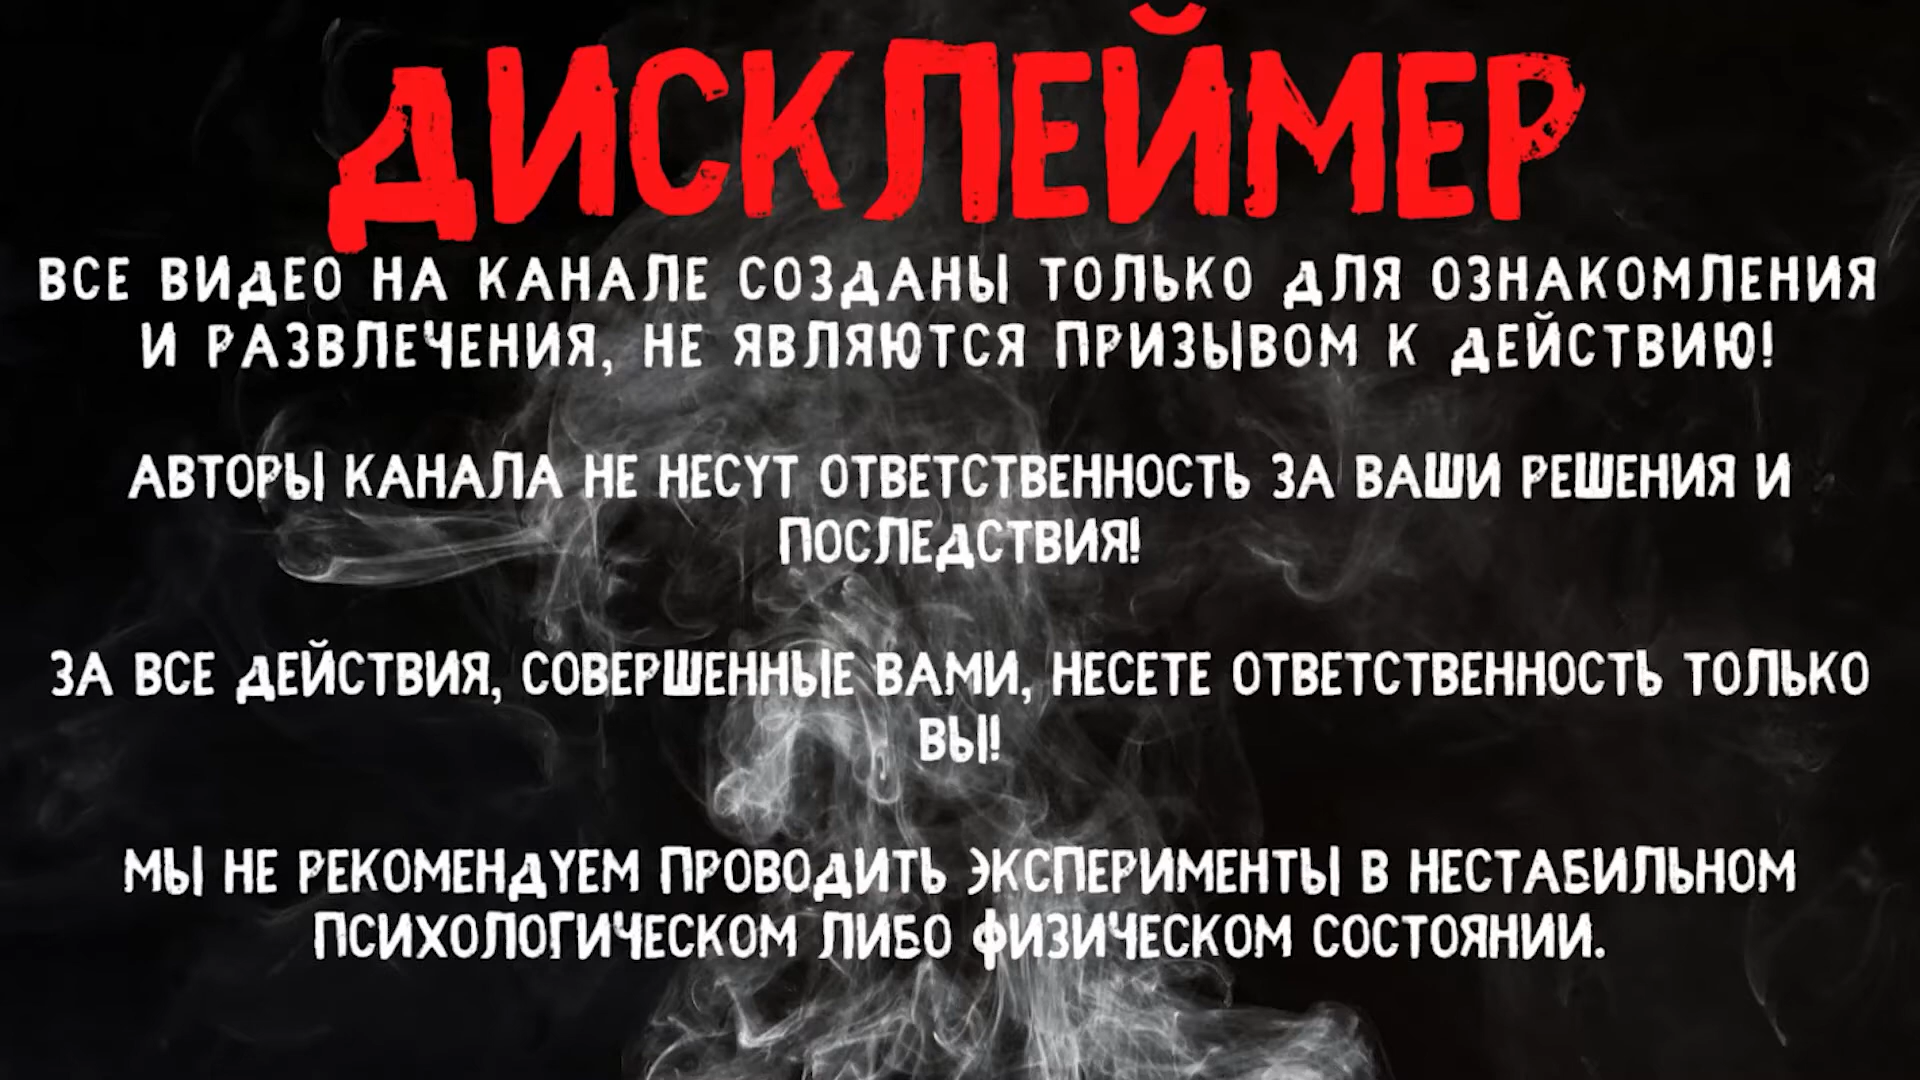 ДИСКЛЕЙМЕР
ВСЕ ВИДЕО НА КАНАЛЕ СОЗДАНЫ ТОЛЬКО ДЛЯ ОЗНАКОМЛЕНИЯ
И РАЗВЛЕЧЕНИЯ, НЕ ЯВЛЯЮТСЯ ПРИЗЫВОМ К ДЕЙСТВИЮ!
АВТОРЫ КАНАЛА НЕ НЕСУТ ОТВЕТСТВЕННОСТЬ ЗА ВАШИ РЕШЕНИЯ И
ПОСЛЕДСТВИЯ!
ЗА ВСЕ ДЕЙСТВИЯ, СОВЕРШЕННЫЕ ВАМИ, НЕСЕТЕ ОТВЕТСТВЕННОСТЬ ТОЛЬКО
ВЫ!
МЫ НЕ РЕКОМЕНДУЕМ ПРОВОДИТЬ ЭКСПЕРИМЕНТЫ В НЕСТАБИЛЬНОМ
ПСИХОЛОГИЧЕСКОМ ЛИБО ФИЗИЧЕСКОМ СОСТОЯНИИ.